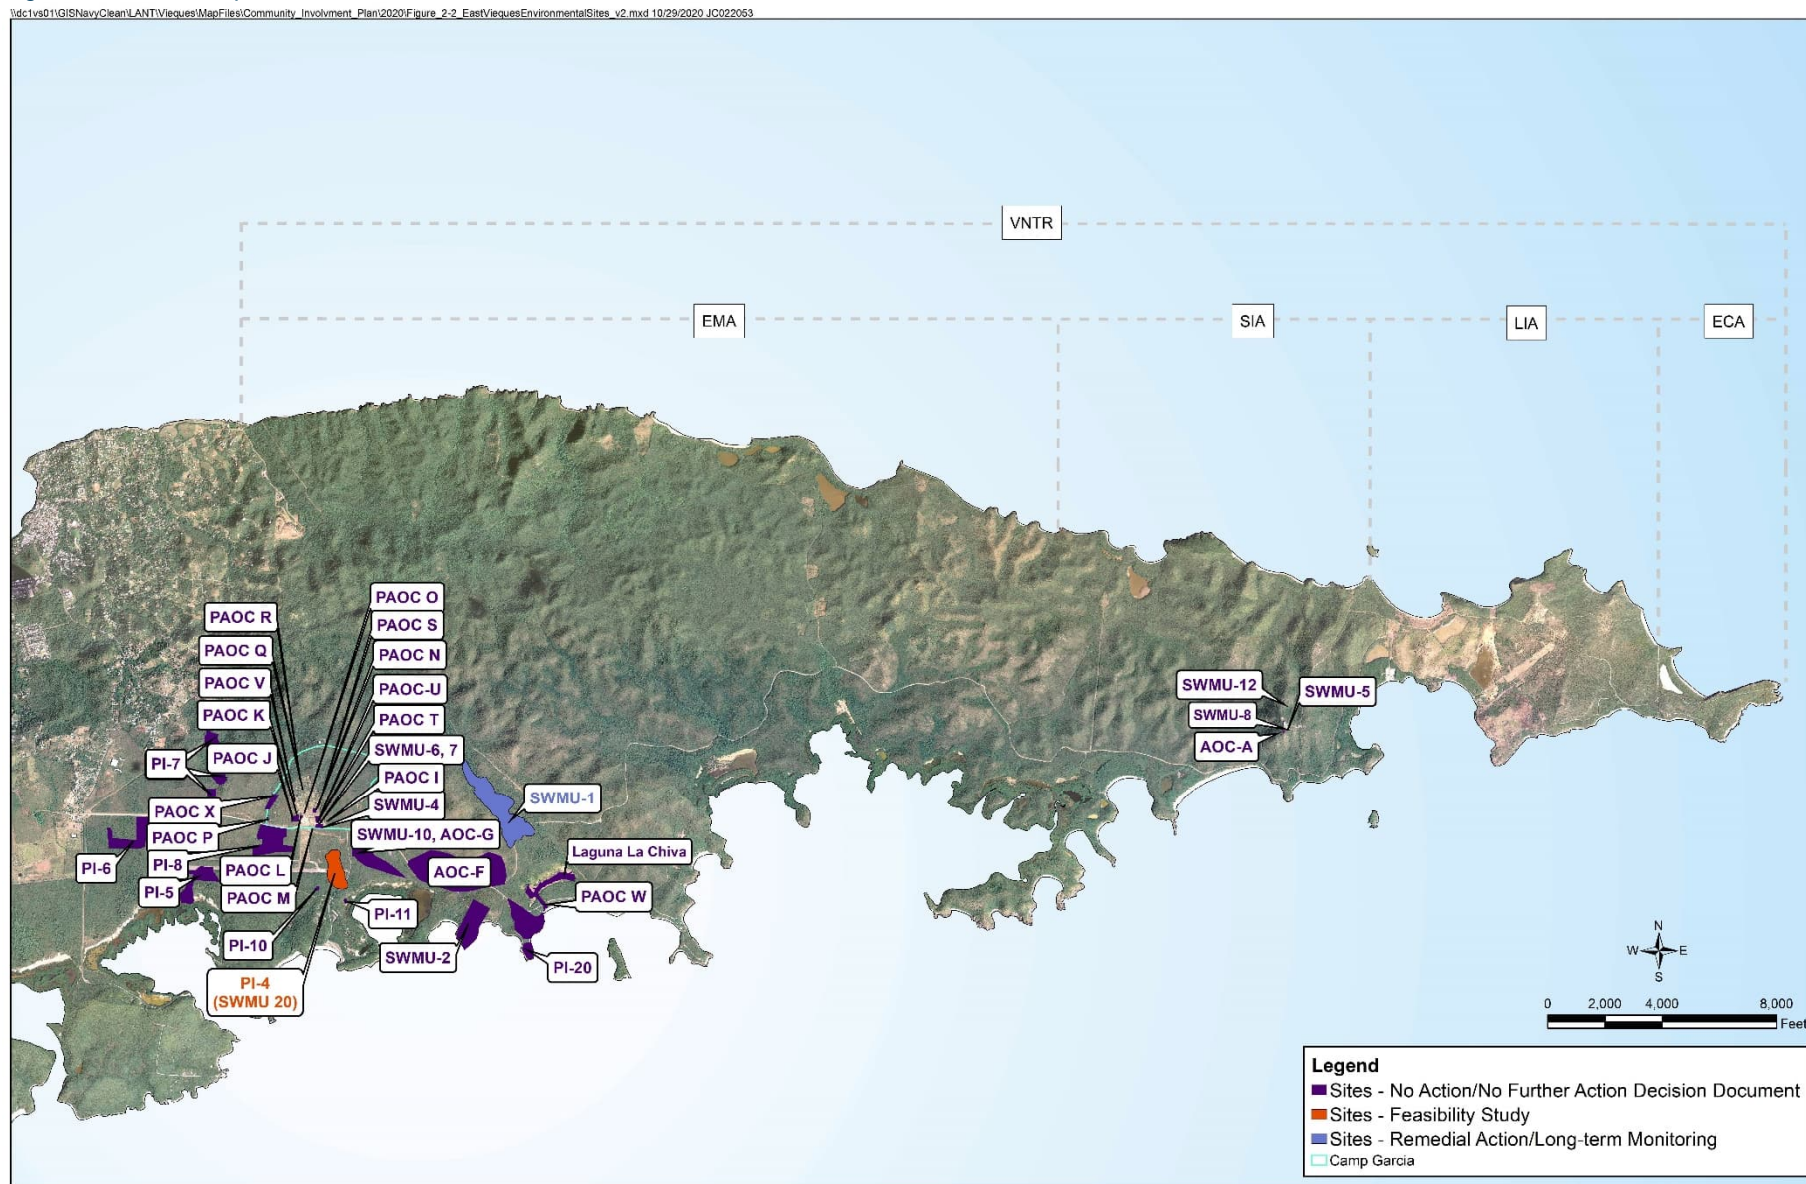 \\dc1vs01\GISNavyClean\LANT\Vieques\MapFiles\Community_Involvment_Plan\2020\Figure_2-2_EastViequesEnvironmentalSites_v2.mxd 10/29/2020 JC022053
VNTR
EMA
SIA
LIA
ECA
PAOC O
PAOC R
PAOC S
PAOC Q
PAOC N
PAOC V
PAOC-U
PAOC K
PAOC T
SWMU-6, 7
PI-7
PAOC J
PAOC I
SWMU-4
PAOC X
PAOC P
SWMU-10, AOC-G
PI-6
PI-8
PAOC L
PI-5
PAOC M
AOC-F
SWMU-1
Laguna La Chiva
PAOC W
PI-11
PI-10
SWMU-2
PI-20
PI-4
(SWMU 20)
SWMU-12
SWMU-5
SWMU-8
AOC-A
N
W
E
S
0 2,000 4,000 8,000
Feet
Legend
Sites - No Action/No Further Action Decision Document
Sites - Feasibility Study
Sites - Remedial Action/Long-term Monitoring
Camp Garcia